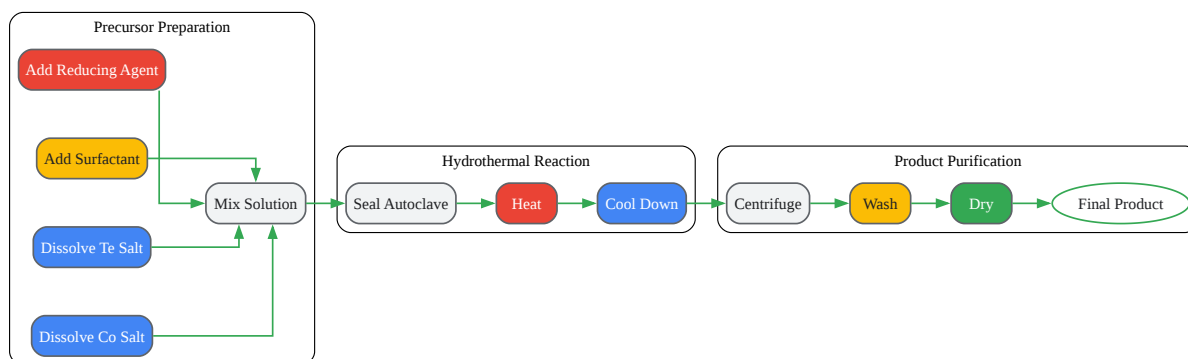 Precursor Preparation
Add Reducing Agent
Add Surfactant
Mix Solution
Dissolve Te Salt
Dissolve Co Salt
Hydrothermal Reaction
Seal Autoclave
Heat
Cool Down
Product Purification
Centrifuge
Wash
Dry
Final Product